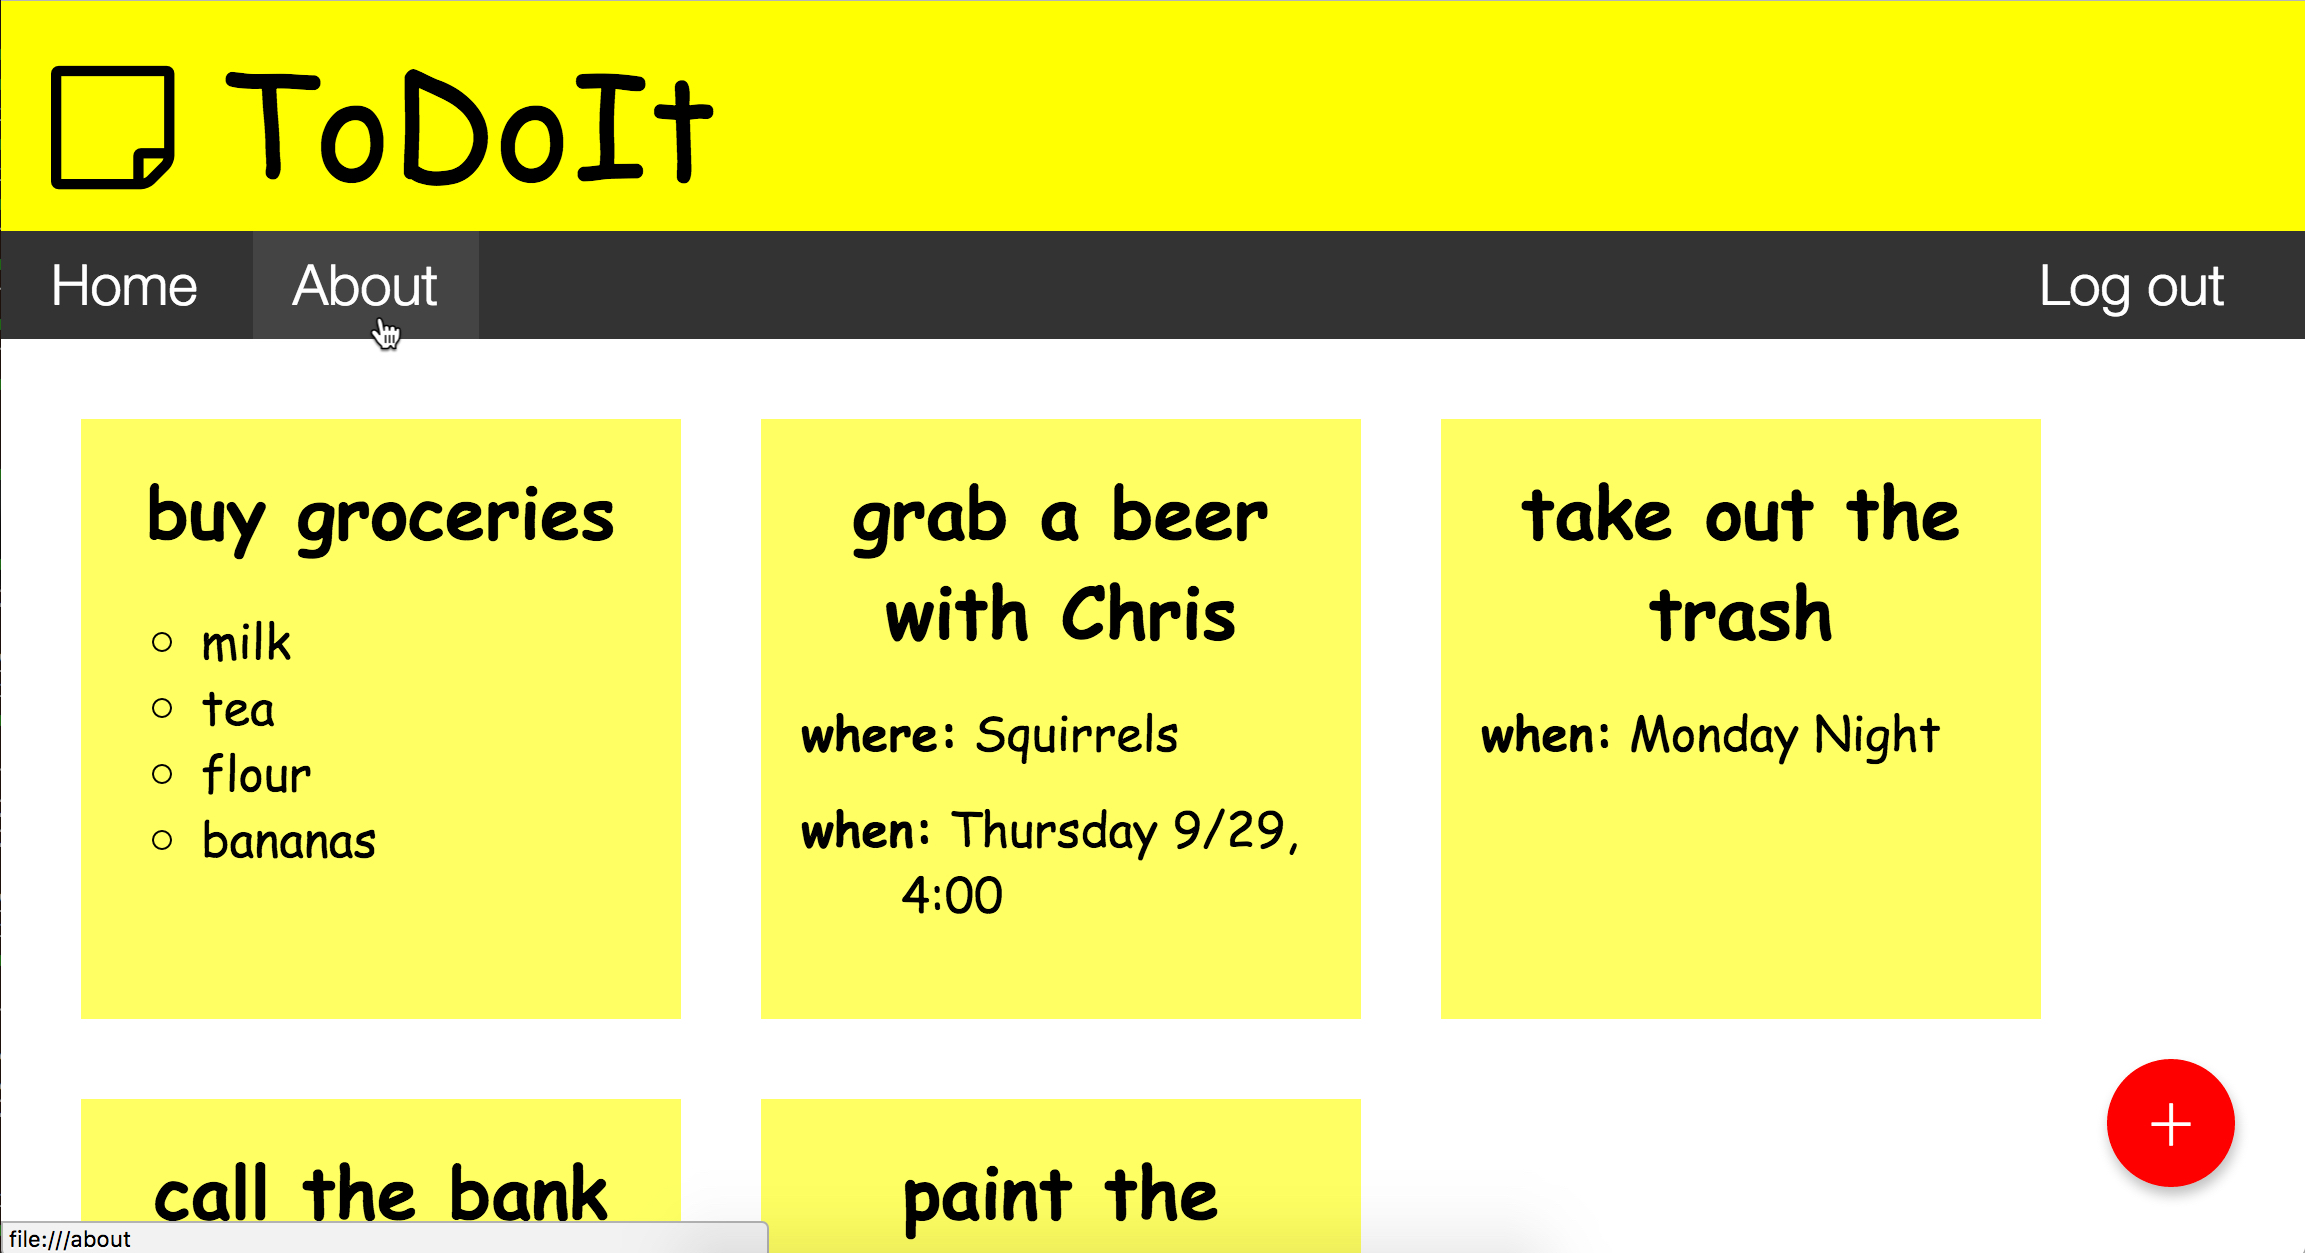 ToDoIt
Home About Log out
buy groceries
milk
tea
flour
bananas
grab a beer
with Chris
where: Squirrels
when: Thursday 9/29,
4:00
take out the
trash
when: Monday Night
call the bank
paint the
file:///about